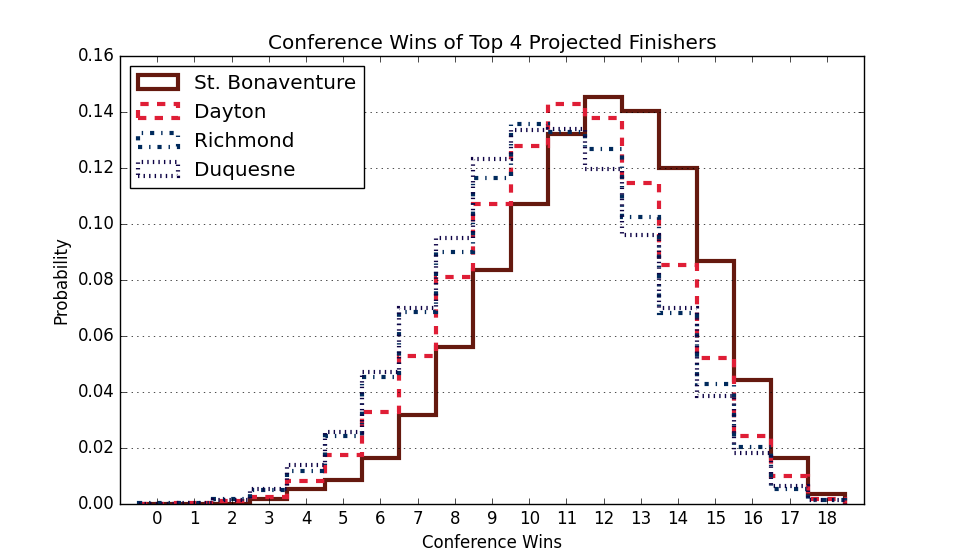 Conference Wins of Top 4 Projected Finishers
St. Bonaventure
Dayton
Richmond
Duquesne
Probability
0.16
0.14
0.12
0.10
0.08
0.06
0.04
0.02
0.00
0 1 2 3 4 5 6 7 8 9 10 11 12 13 14 15 16 17 18
Conference Wins